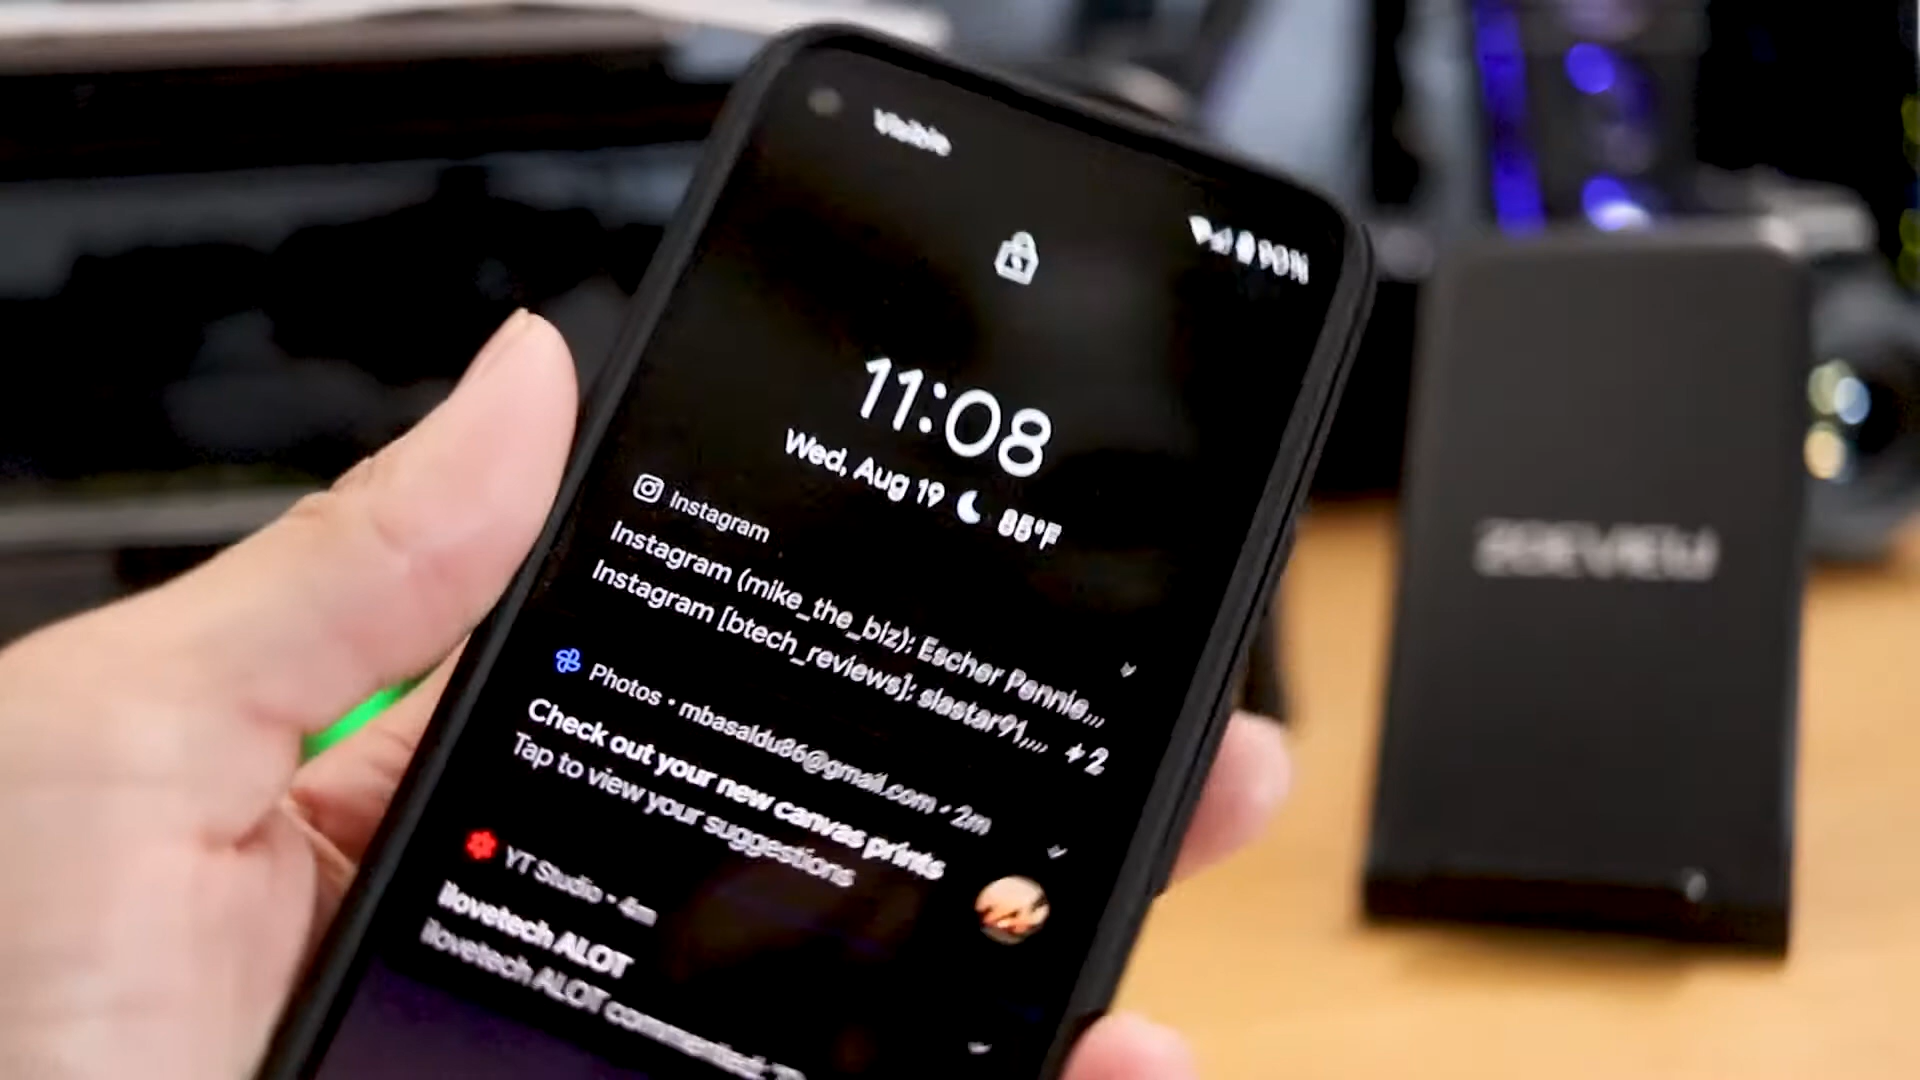 Visible
90%
11:08
Wed, Aug 19 85°F
Instagram
Instagram (mike_the_biz): Escher Pennie...
Instagram [btech_reviews]: slastar91,... + 2
Photos • mbasaldu86@gmail.com • 2m
Check out your new canvas prints
Tap to view your suggestions
YT Studio • 4m
ilovetech ALOT
ilovetech ALOT commented:
ZOEVIEW